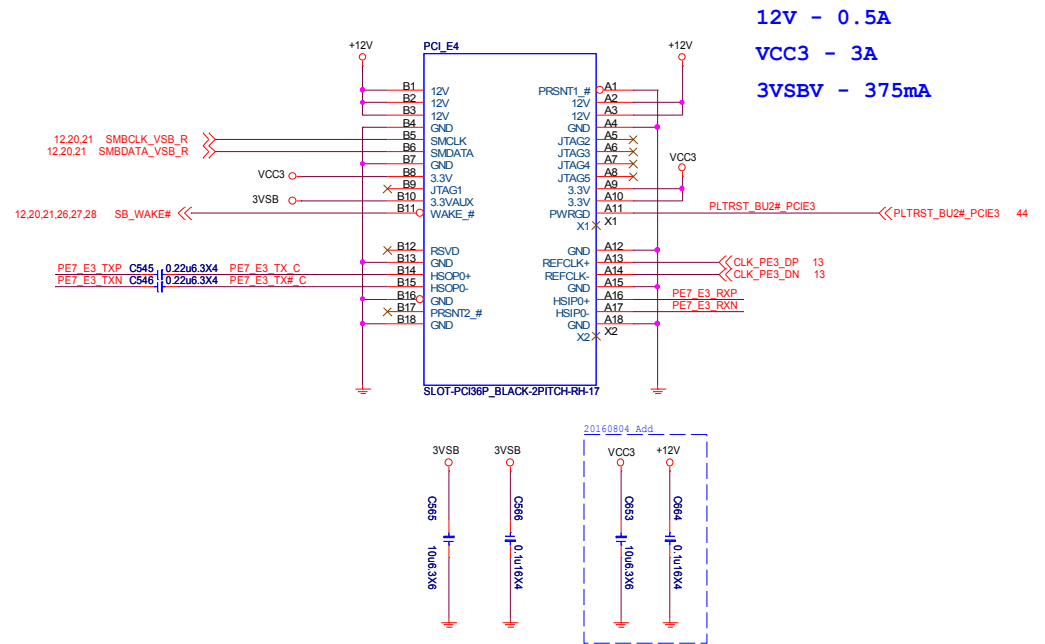 12V - 0.5A
VCC3 - 3A
3VSBV - 375mA
+12V
PCI_E4
+12V
B1 12V PRSNT1_# A1
B2 12V 12V A2
B3 12V 12V A3
B4 GND GND A4
12,20,21 SMBCLK_VSB_R B5 SMCLK JTAG2 A5
12,20,21 SMBDATA_VSB_R B6 SMDATA JTAG3 A6
B7 GND JTAG4 A7
VCC3 B8 3.3V JTAG5 A8
VCC3
B9 JTAG1 3.3V A9
3VSB B10 3.3VAUX 3.3V A10
12,20,21,26,27,28 SB_WAKE# B11 WAKE_# PWRGD A11 PLTRST_BU2#_PCIE3 PLTRST_BU2#_PCIE3 44
X1 X1
B12 RSVD GND A12
B13 GND REFCLK+ A13 CLK_PE3_DP 13
PE7_E3_TXP C545 0.22u6.3X4 PE7_E3_TX_C B14 HSOP0+ REFCLK- A14 CLK_PE3_DN 13
PE7_E3_TXN C546 0.22u6.3X4 PE7_E3_TX#_C B15 HSOP0- GND A15
B16 GND HSIP0+ A16 PE7_E3_RXP
B17 PRSNT2_# HSIP0- A17 PE7_E3_RXN
B18 GND GND A18
X2 X2
SLOT-PCI36P_BLACK-2PITCH-RH-17
20160804 Add
3VSB
3VSB
VCC3
+12V
C565
10u6.3X6
C566
0.1u16X4
C653
10u6.3X6
C664
0.1u16X4